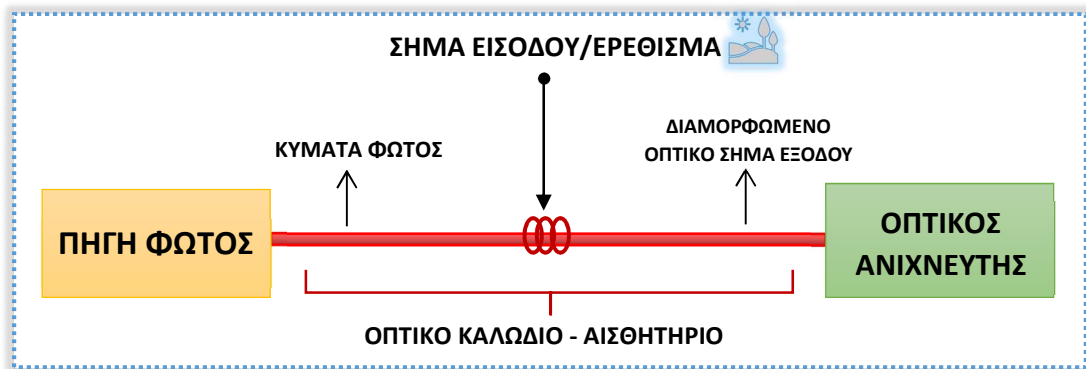 ΣΗΜΑ ΕΙΣΟΔΟΥ/ΕΡΕΘΙΣΜΑ
ΚΥΜΑΤΑ ΦΩΤΟΣ
ΔΙΑΜΟΡΦΩΜΕΝΟ
ΟΠΤΙΚΟ ΣΗΜΑ ΕΞΟΔΟΥ
ΠΗΓΗ ΦΩΤΟΣ
ΟΠΤΙΚΟΣ
ΑΝΙΧΝΕΥΤΗΣ
ΟΠΤΙΚΟ ΚΑΛΩΔΙΟ - ΑΙΣΘΗΤΗΡΙΟ